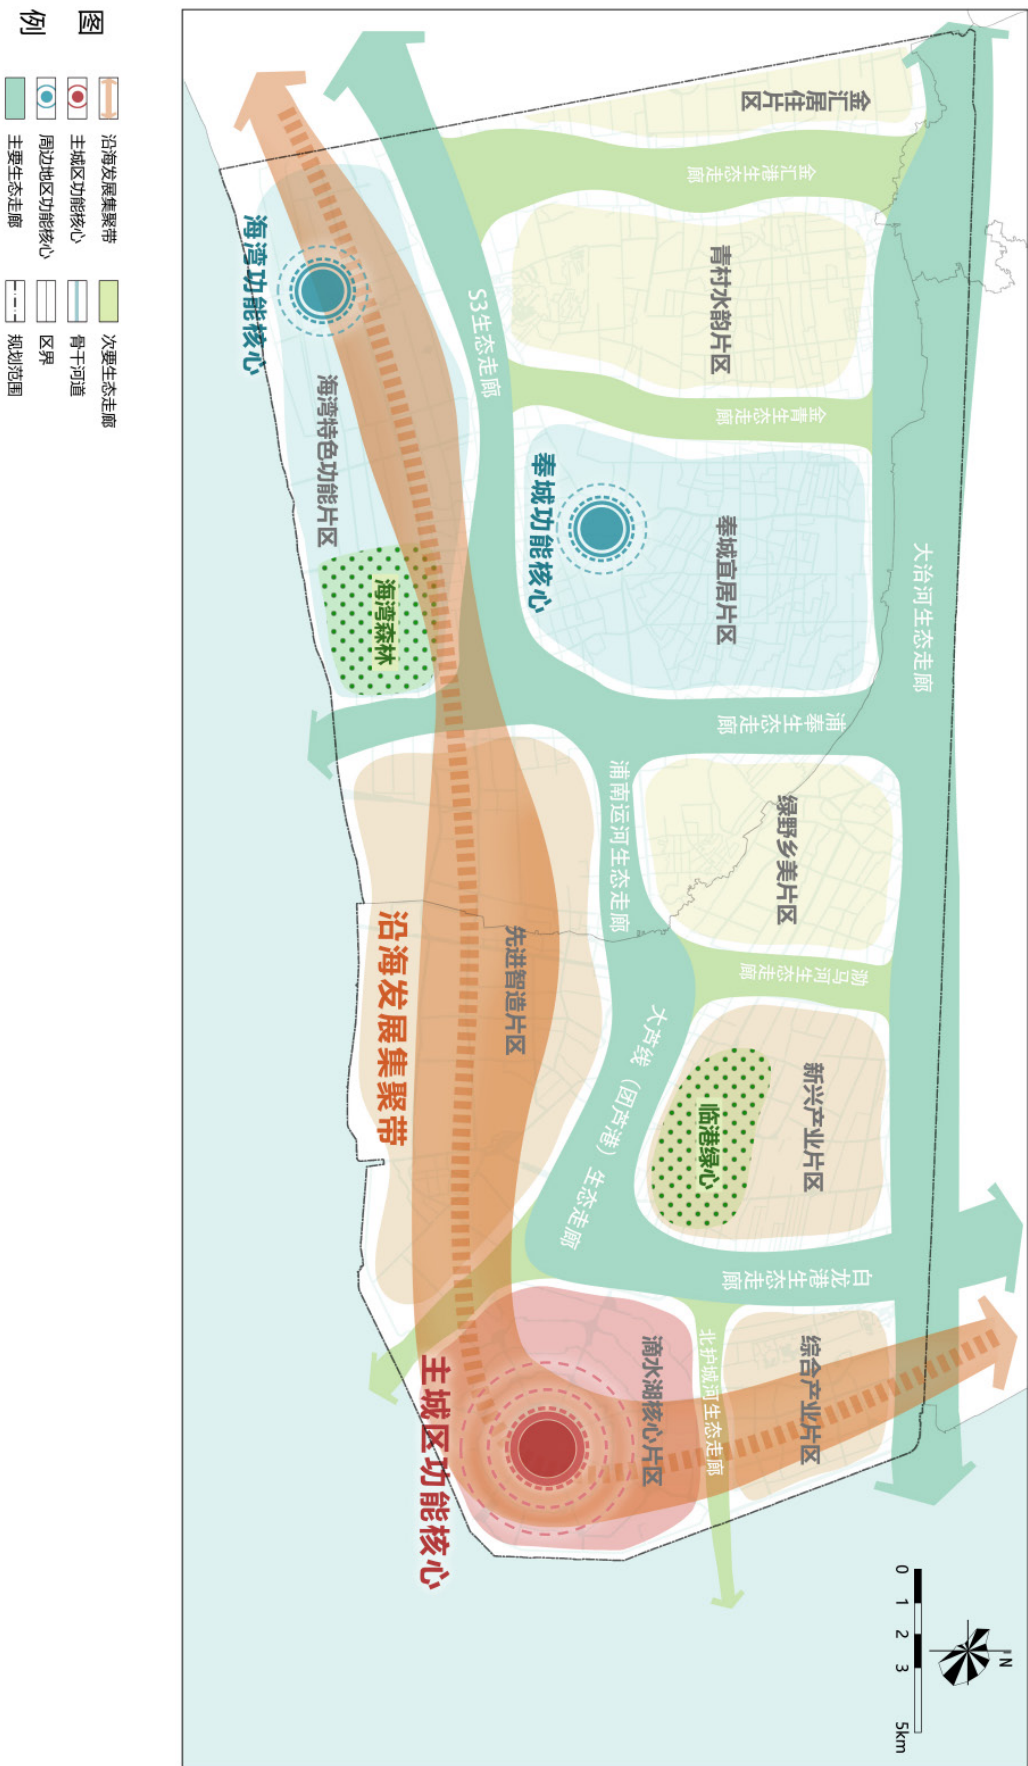 金汇居住片区
金汇港生态走廊
青村水韵片区
金青生态走廊
S3生态走廊
海湾功能核心
海湾特色功能片区
海湾森林
奉城功能核心
奉城宜居片区
大治河生态走廊
浦奉生态走廊
浦南运河生态走廊
绿野乡美片区
泐马河生态走廊
先进智造片区
沿海发展集聚带
大芦线（团芦港）生态走廊
新兴产业片区
临港绿心
白龙港生态走廊
综合产业片区
北护城河生态走廊
滴水湖核心片区
主城区功能核心
N
0 1 2 3 5km
图例
沿海发展集聚带
主城区功能核心
周边地区功能核心
主要生态走廊
次要生态走廊
骨干河道
区界
规划范围